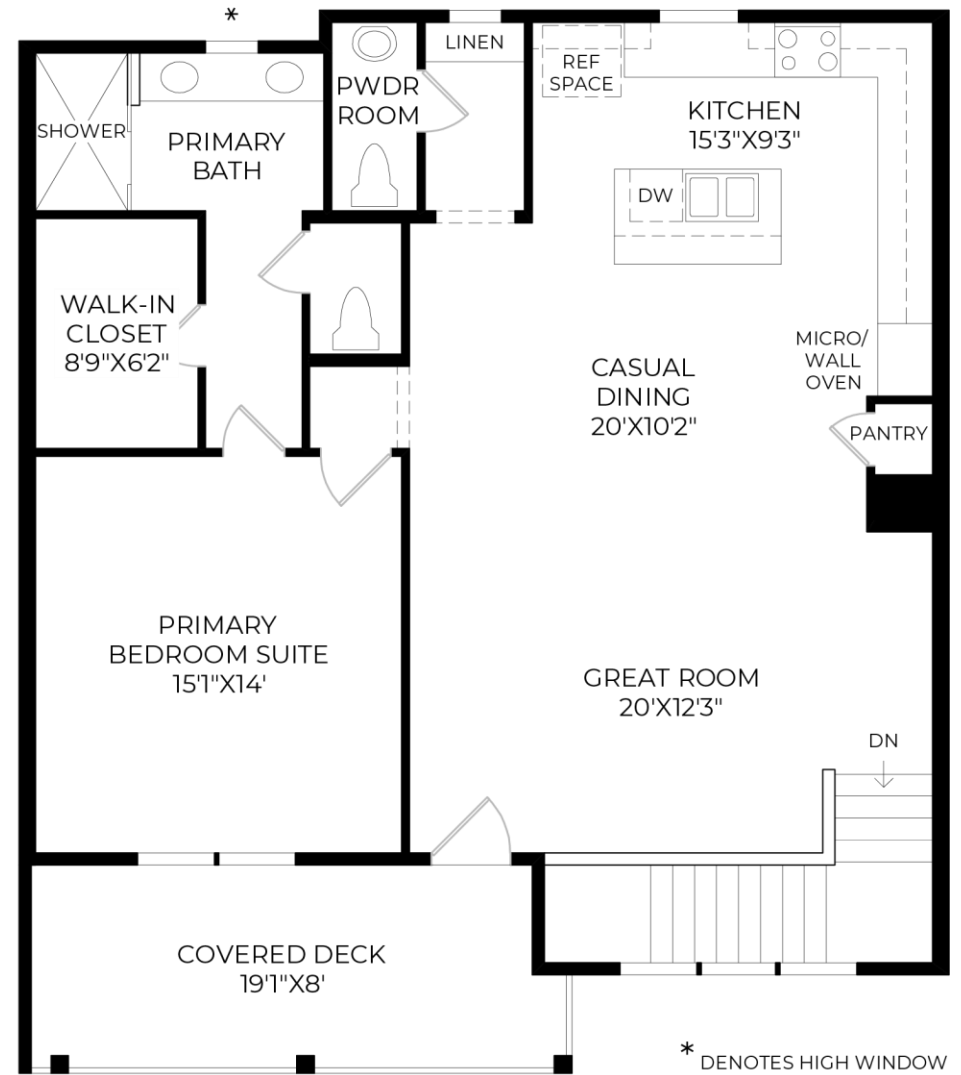 *
LINEN
REF
SPACE
PWDR
ROOM
KITCHEN
15'3"X9'3"
SHOWER
PRIMARY
BATH
DW
WALK-IN
CLOSET
8'9"X6'2"
MICRO/
WALL
OVEN
CASUAL
DINING
20'X10'2"
PANTRY
PRIMARY
BEDROOM SUITE
15'1"X14'
GREAT ROOM
20'X12'3"
DN
COVERED DECK
19'1"X8'
* DENOTES HIGH WINDOW